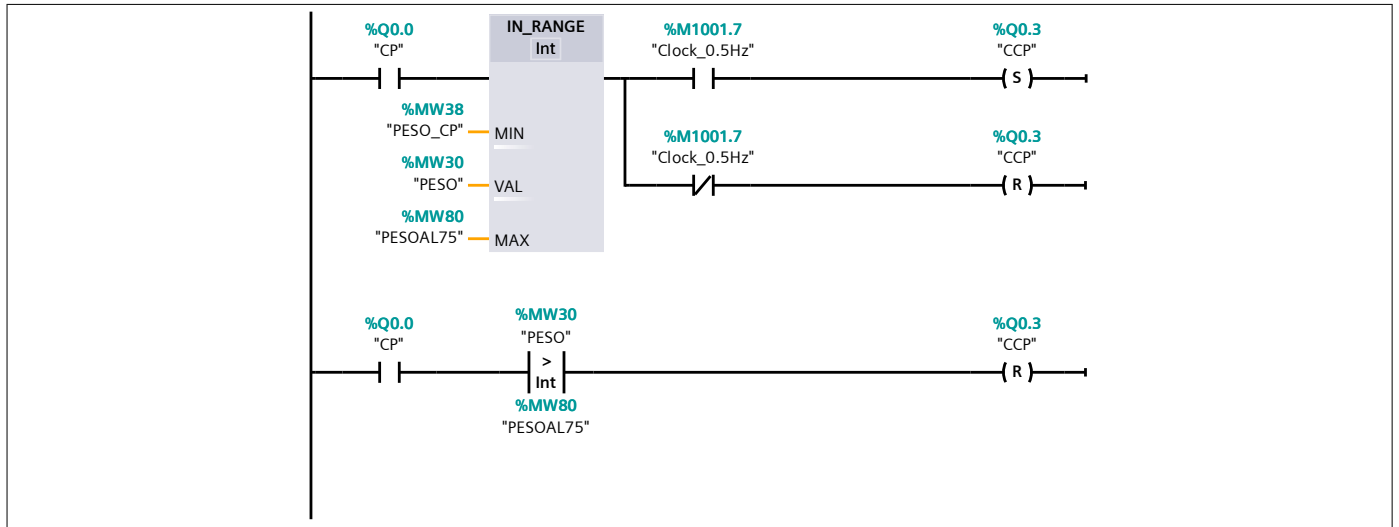 %Q0.0
"CP"
IN_RANGE
Int
%M1001.7
"Clock_0.5Hz"
%Q0.3
"CCP"
S
%MW38
"PESO_CP"
MIN
%M1001.7
"Clock_0.5Hz"
%Q0.3
"CCP"
R
%MW30
"PESO"
VAL
%MW80
"PESOAL75"
MAX
%Q0.0
"CP"
%MW30
"PESO"
>
Int
%MW80
"PESOAL75"
%Q0.3
"CCP"
R